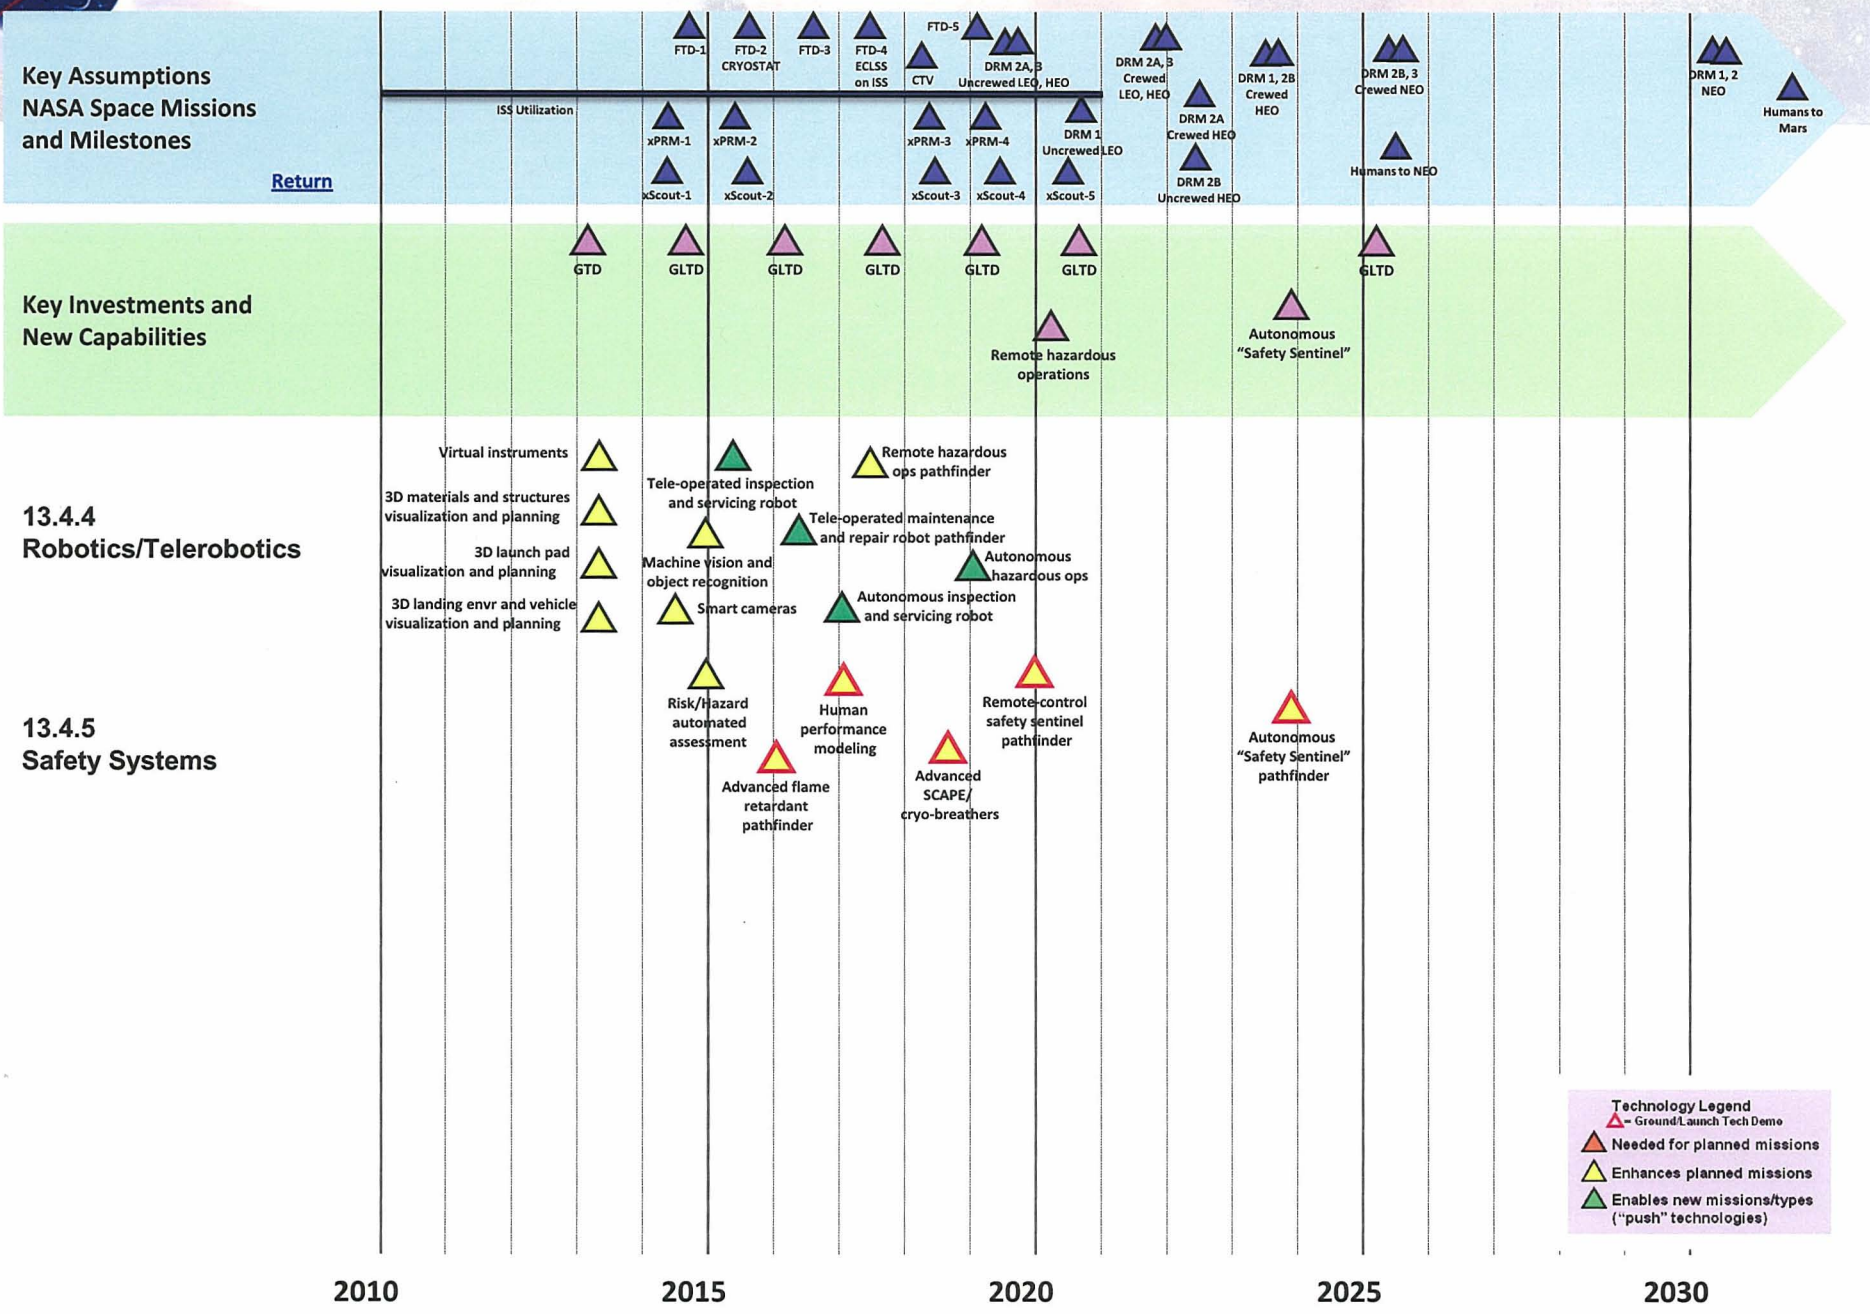 Key Assumptions
NASA Space Missions
and Milestones
Return
FTD-1
FTD-2
CRYOSTAT
FTD-3
FTD-4
ECLSS
on ISS
FTD-5
CTV
DRM 2A, 3
Uncrewed LEO, HEO
DRM 2A, 3
Crewed
LEO, HEO
DRM 1, 2B
Crewed
HEO
DRM 2B, 3
Crewed NEO
DRM 1, 2
NEO
Humans to
Mars
ISS Utilization
xPRM-1
xPRM-2
xPRM-3
xPRM-4
DRM 1
Uncrewed LEO
DRM 2A
Crewed HEO
xScout-1
xScout-2
xScout-3
xScout-4
xScout-5
DRM 2B
Uncrewed HEO
Humans to NEO
Key Investments and
New Capabilities
GTD
GLTD
GLTD
GLTD
GLTD
GLTD
GLTD
Remote hazardous
operations
Autonomous
“Safety Sentinel”
13.4.4
Robotics/Telerobotics
Virtual instruments
3D materials and structures
visualization and planning
3D launch pad
visualization and planning
3D landing envr and vehicle
visualization and planning
Tele-operated inspection
and servicing robot
Machine vision and
object recognition
Smart cameras
Remote hazardous
ops pathfinder
Tele-operated maintenance
and repair robot pathfinder
Autonomous
hazardous ops
Autonomous inspection
and servicing robot
13.4.5
Safety Systems
Risk/Hazard
automated
assessment
Advanced flame
retardant
pathfinder
Human
performance
modeling
Advanced
SCAPE/
cryo-breathers
Remote-control
safety sentinel
pathfinder
Autonomous
“Safety Sentinel”
pathfinder
Technology Legend
= Ground/Launch Tech Demo
Needed for planned missions
Enhances planned missions
Enables new missions/types
(“push” technologies)
2010
2015
2020
2025
2030